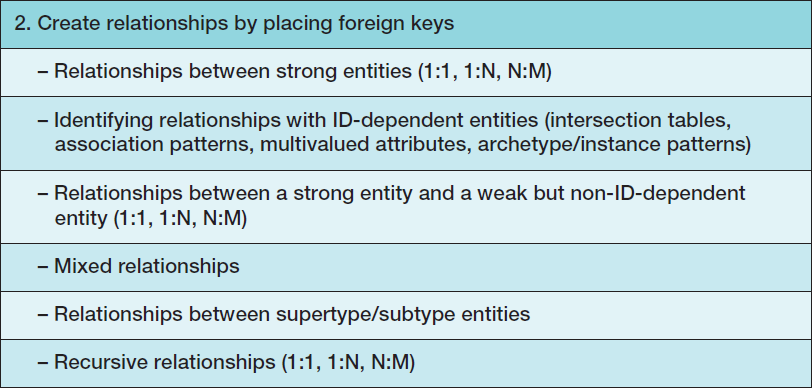 2. Create relationships by placing foreign keys
– Relationships between strong entities (1:1, 1:N, N:M)
– Identifying relationships with ID-dependent entities (intersection tables,
association patterns, multivalued attributes, archetype/instance patterns)
– Relationships between a strong entity and a weak but non-ID-dependent
entity (1:1, 1:N, N:M)
– Mixed relationships
– Relationships between supertype/subtype entities
– Recursive relationships (1:1, 1:N, N:M)